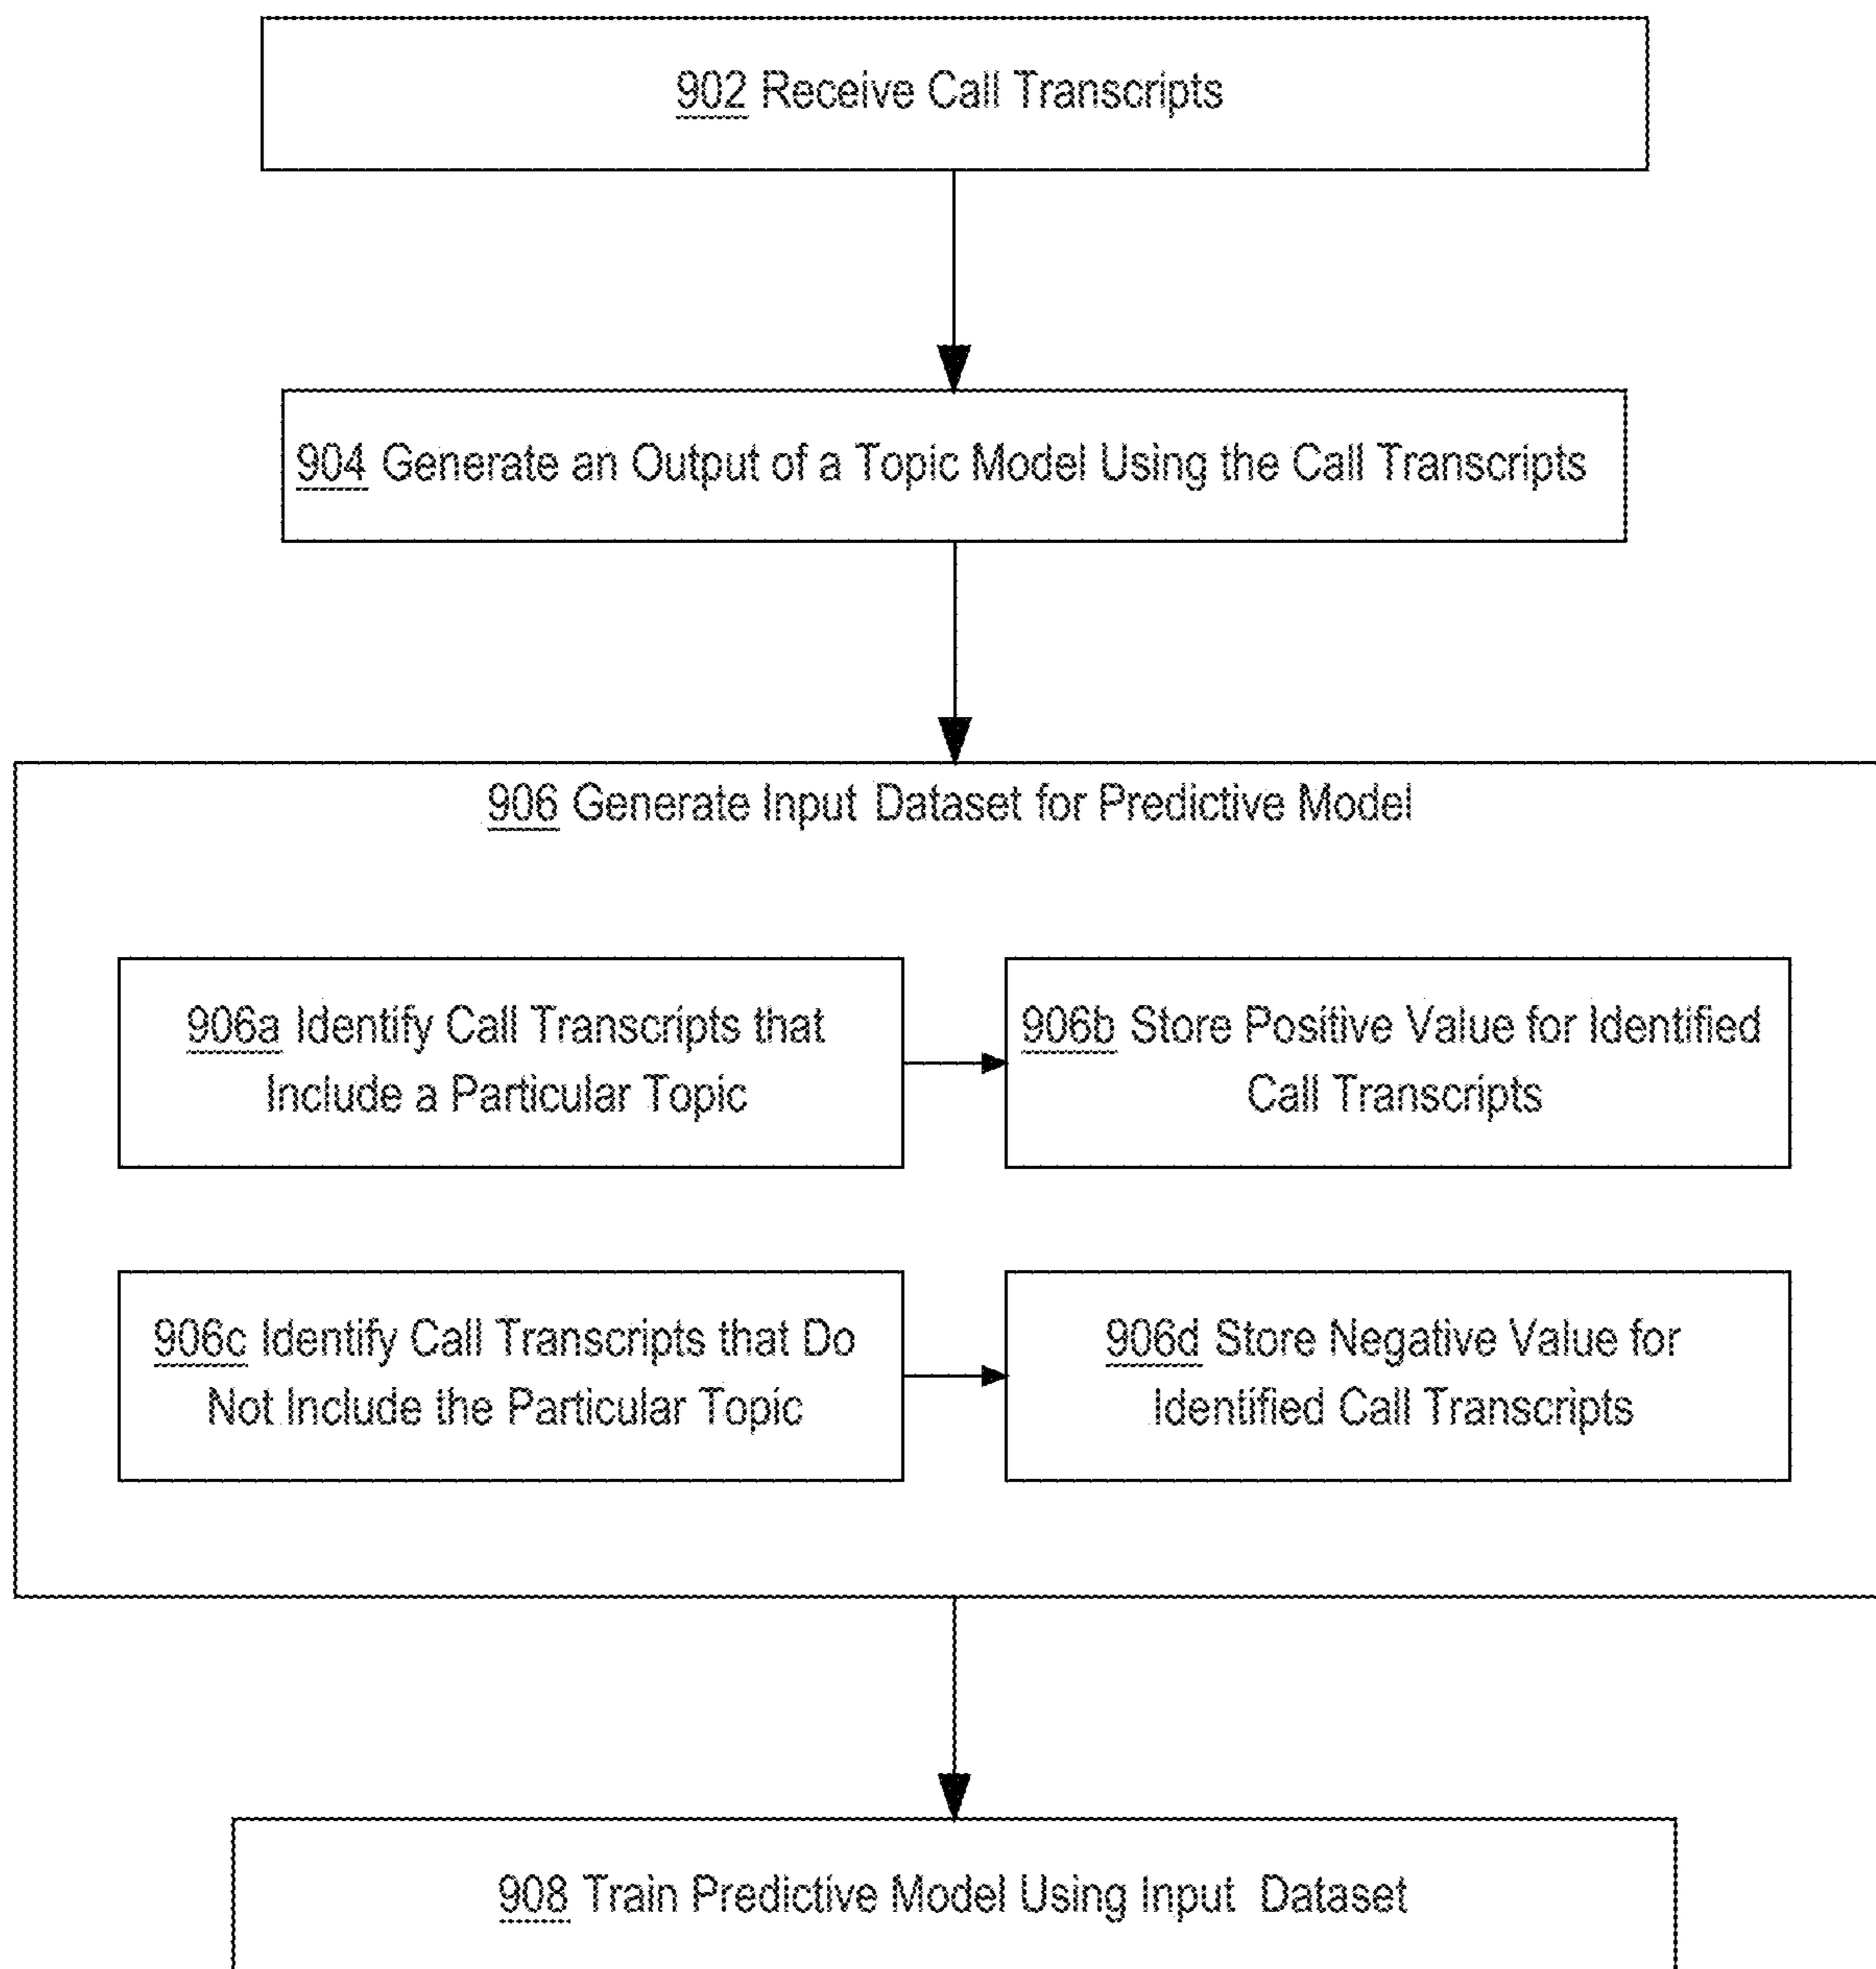 902 Receive Call Transcripts
904 Generate an Output of a Topic Model Using the Call Transcripts
906 Generate Input Dataset for Predictive Model
906a Identify Call Transcripts that
Include a Particular Topic
906b Store Positive Value for Identified
Call Transcripts
906c Identify Call Transcripts that Do
Not Include the Particular Topic
906d Store Negative Value for
Identified Call Transcripts
908 Train Predictive Model Using Input Dataset